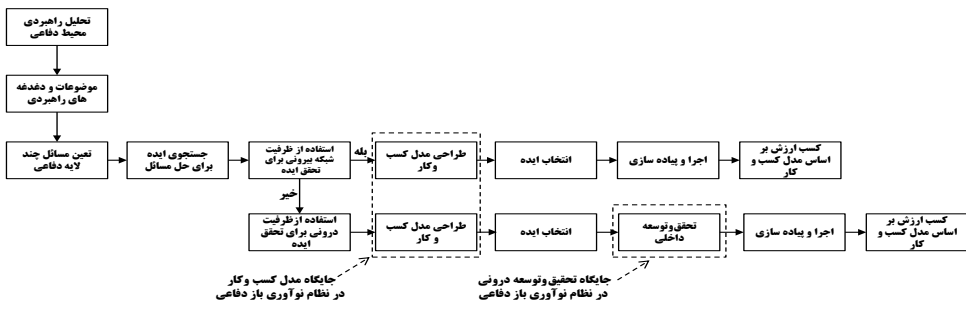 تحلیل راهبردی
محیط دفاعی
موضوعات و دغدغه
های راهبردی
تعین مسائل چند
لایه دفاعی
جستجوی ایده
برای حل مسائل
استفاده از ظرفیت
شبکه بیرونی برای
تحقق ایده
بله
طراحی مدل کسب
وکار
انتخاب ایده
اجرا و پیاده سازی
کسب ارزش بر
اساس مدل کسب و
کار
خیر
استفاده ازظرفیت
درونی برای تحقق
ایده
طراحی مدل کسب
و کار
انتخاب ایده
تحقق‌وتوسعه
داخلی
اجرا و پیاده سازی
کسب ارزش بر
اساس مدل کسب و
کار
جایگاه مدل کسب وکار
در نظام نوآوری باز دفاعی
جایگاه تحقیق‌وتوسعه درونی
در نظام نوآوری باز دفاعی